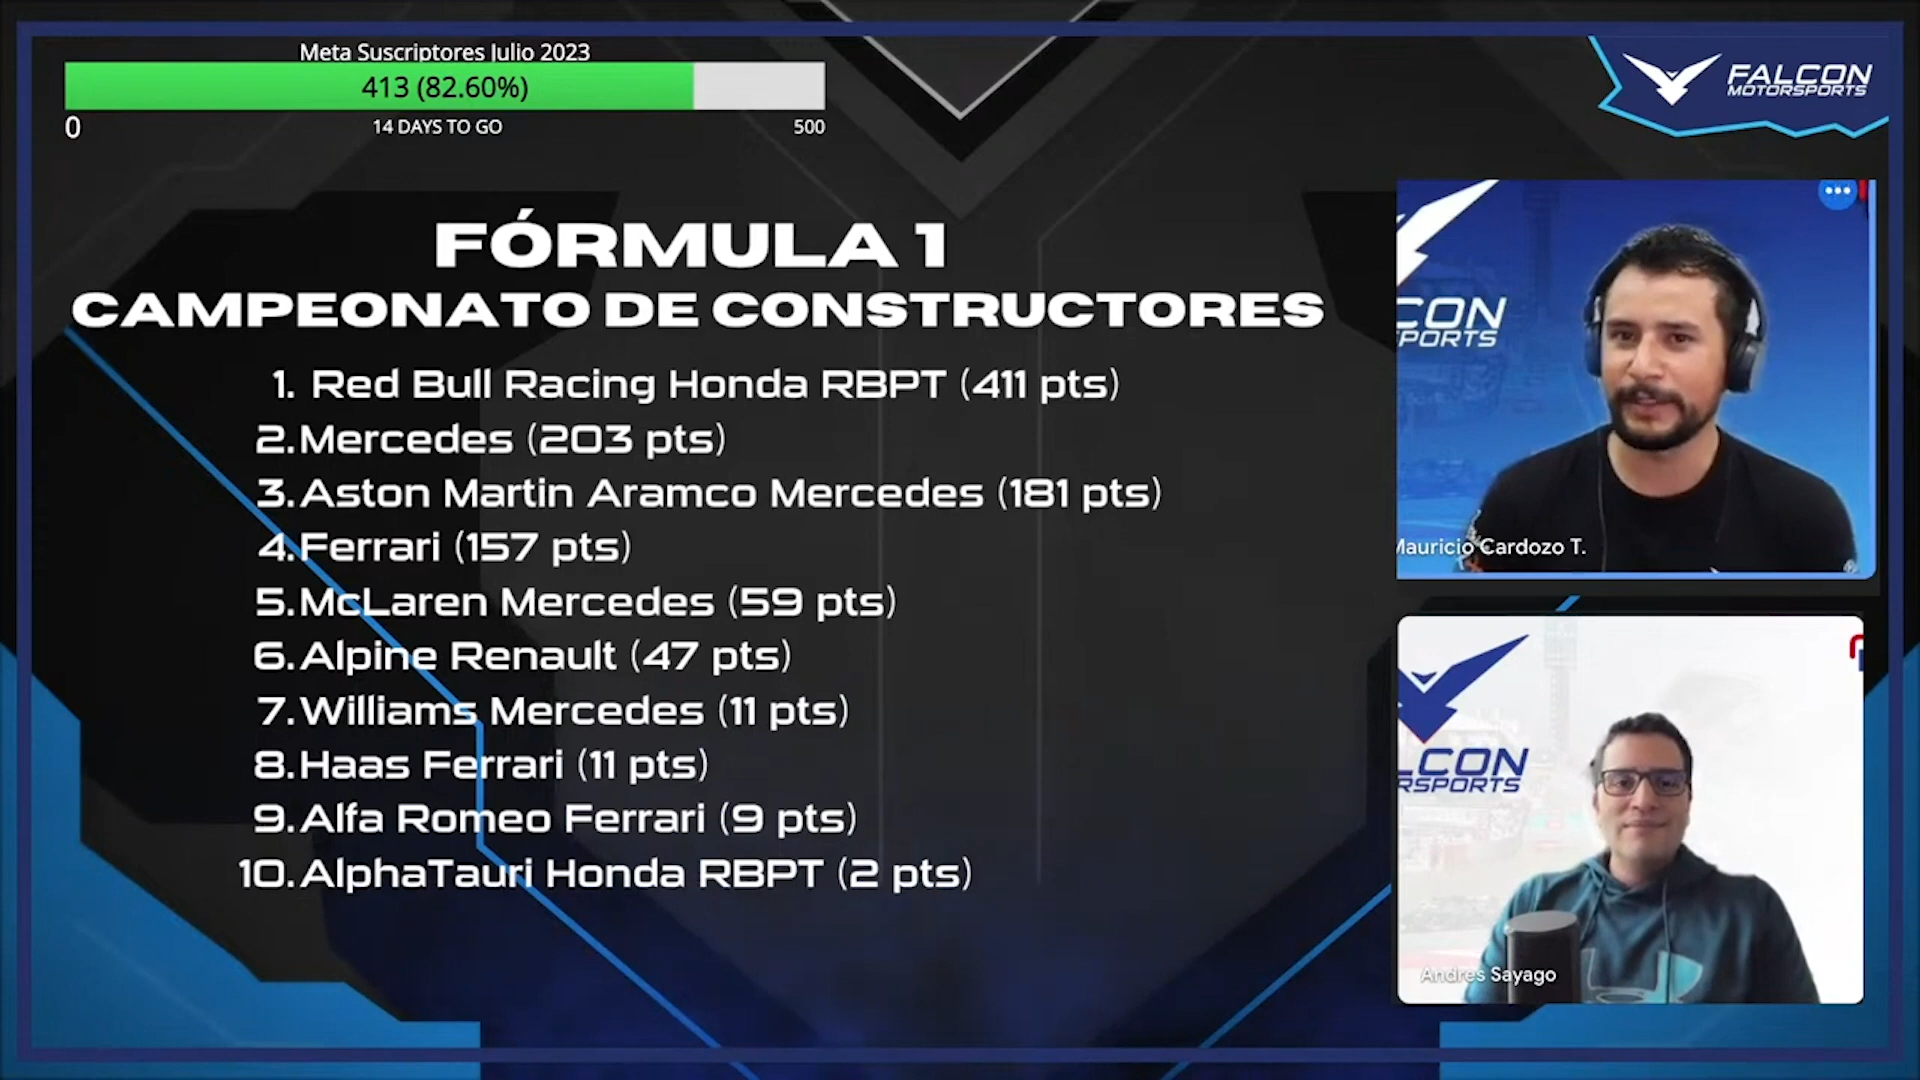 Meta Suscriptores Julio 2023
413 (82.60%)
0
14 DAYS TO GO
500
FALCON
MOTORSPORTS
FÓRMULA 1
CAMPEONATO DE CONSTRUCTORES
1. Red Bull Racing Honda RBPT (411 pts)
2. Mercedes (203 pts)
3. Aston Martin Aramco Mercedes (181 pts)
4. Ferrari (157 pts)
5. McLaren Mercedes (59 pts)
6. Alpine Renault (47 pts)
7. Williams Mercedes (11 pts)
8. Haas Ferrari (11 pts)
9. Alfa Romeo Ferrari (9 pts)
10. AlphaTauri Honda RBPT (2 pts)
CON
PORTS
Mauricio Cardozo T.
LCON
RSPORTS
Andres Sayago